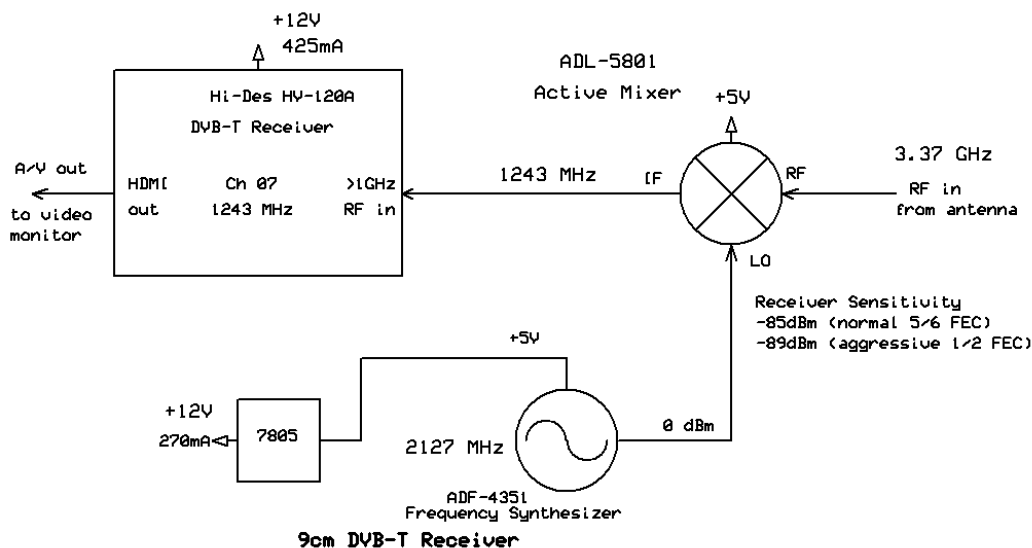 +12V
425mA
Hi-Des HV-120A
DVB-T Receiver
A/V out
to video
monitor
HDMI
out
Ch 07
1243 MHz
>1GHz
RF in
1243 MHz
ADL-5801
Active Mixer
+5V
IF
RF
LO
3.37 GHz
RF in
from antenna
Receiver Sensitivity
-85dBm (normal 5/6 FEC)
-89dBm (aggressive 1/2 FEC)
+5V
+12V
270mA
7805
2127 MHz
0 dBm
ADF-4351
Frequency Synthesizer
9cm DVB-T Receiver